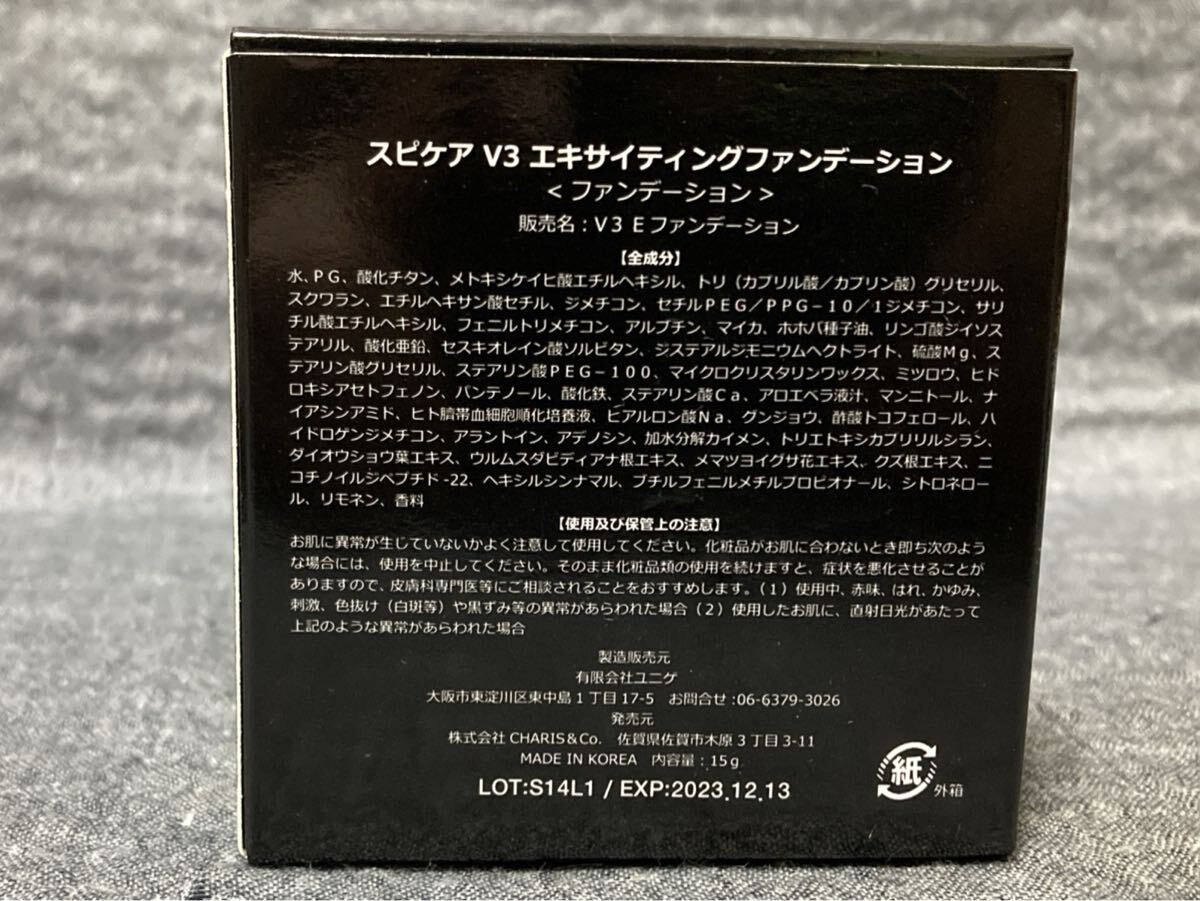 スピケア V3 エキサイティングファンデーション
＜ファンデーション＞
販売名：V3 E ファンデーション
【全成分】
水、PG、酸化チタン、メトキシケイヒ酸エチルヘキシル、トリ（カプリル酸／カプリン酸）グリセリル、
スクワラン、エチルヘキサン酸セチル、ジメチコン、セチルPEG／PPG－10／1ジメチコン、サリ
チル酸エチルヘキシル、フェニルトリメチコン、アルブチン、マイカ、ホホバ種子油、リンゴ酸ジイソス
テアリル、酸化亜鉛、セスキオレイン酸ソルビタン、ジステアルジモニウムヘクトライト、硫酸Mg、ス
テアリン酸グリセリル、ステアリン酸PEG－100、マイクロクリスタリンワックス、ミツロウ、ヒド
ロキシアセトフェノン、パンテノール、酸化鉄、ステアリン酸Ca、アロエベラ液汁、マンニトール、ナ
イアシンアミド、ヒト臍帯血細胞順化培養液、ヒアルロン酸Na、グンジョウ、酢酸トコフェロール、ハ
イドロゲンジメチコン、アラントイン、アデノシン、加水分解カイメン、トリエトキシカプリリルシラン、
ダイオウショウ葉エキス、ウルムスダビディアナ根エキス、メマツヨイグサ花エキス、クズ根エキス、ニ
コチノイルジペプチド-22、ヘキシルシンナマル、ブチルフェニルメチルプロピオナール、シトロネロー
ル、リモネン、香料
【使用及び保管上の注意】
お肌に異常が生じていないかよく注意して使用してください。化粧品がお肌に合わないとき即ち次のよう
な場合には、使用を中止してください。そのまま化粧品類の使用を続けますと、症状を悪化させることが
ありますので、皮膚科専門医等にご相談されることをおすすめします。（1）使用中、赤味、はれ、かゆみ、
刺激、色抜け（白斑等）や黒ずみ等の異常があらわれた場合（2）使用したお肌に、直射日光があたって
上記のような異常があらわれた場合
製造販売元
有限会社ユニゲ
大阪市東淀川区東中島1丁目17-5 お問合せ:06-6379-3026
発売元
株式会社 CHARIS＆Co. 佐賀県佐賀市木原3丁目3-11
MADE IN KOREA 内容量：15g
LOT:S14L1 / EXP:2023.12.13
紙
外箱